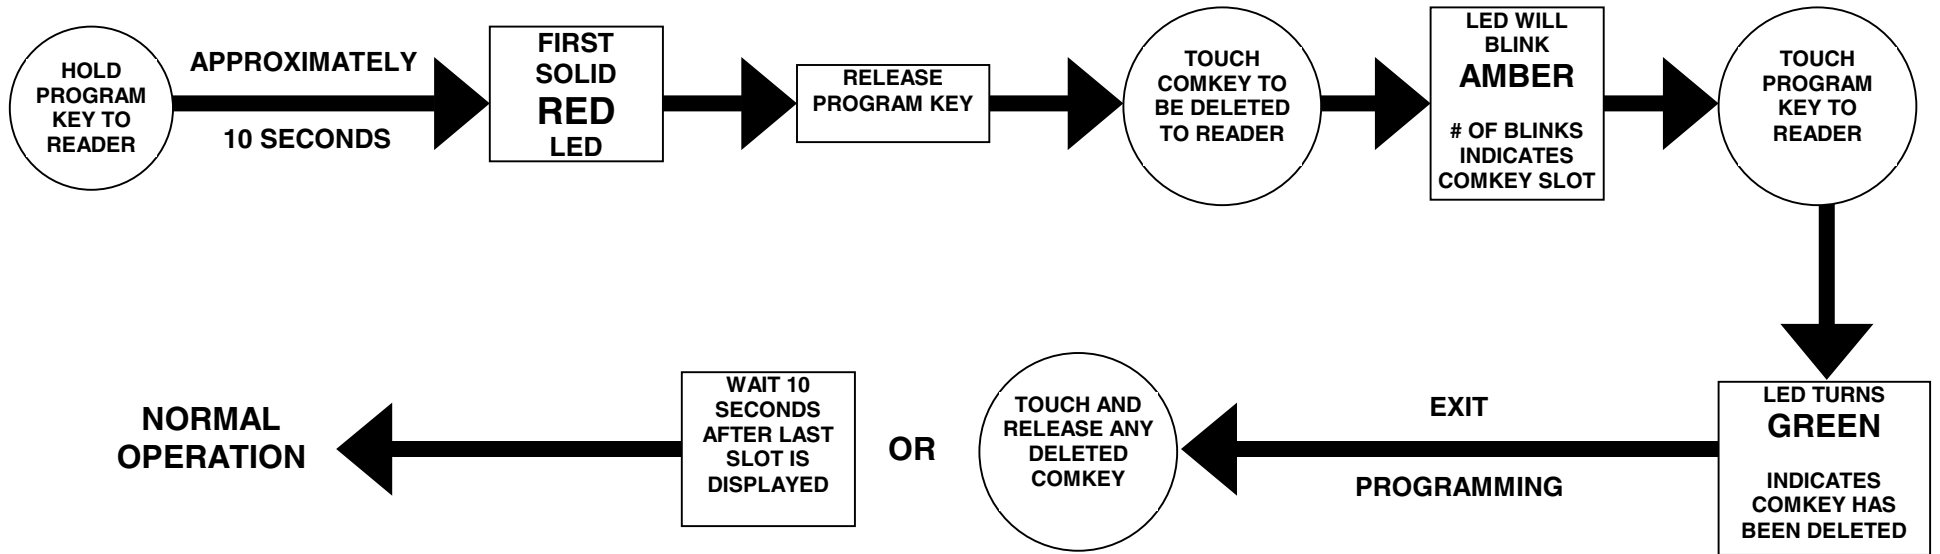 HOLD
PROGRAM
KEY TO
READER
APPROXIMATELY
10 SECONDS
FIRST
SOLID
RED
LED
RELEASE
PROGRAM KEY
TOUCH
COMKEY TO
BE DELETED
TO READER
LED WILL
BLINK
AMBER
# OF BLINKS
INDICATES
COMKEY SLOT
TOUCH
PROGRAM
KEY TO
READER
LED TURNS
GREEN
INDICATES
COMKEY HAS
BEEN DELETED
EXIT
PROGRAMMING
TOUCH AND
RELEASE ANY
DELETED
COMKEY
OR
WAIT 10
SECONDS
AFTER LAST
SLOT IS
DISPLAYED
NORMAL
OPERATION